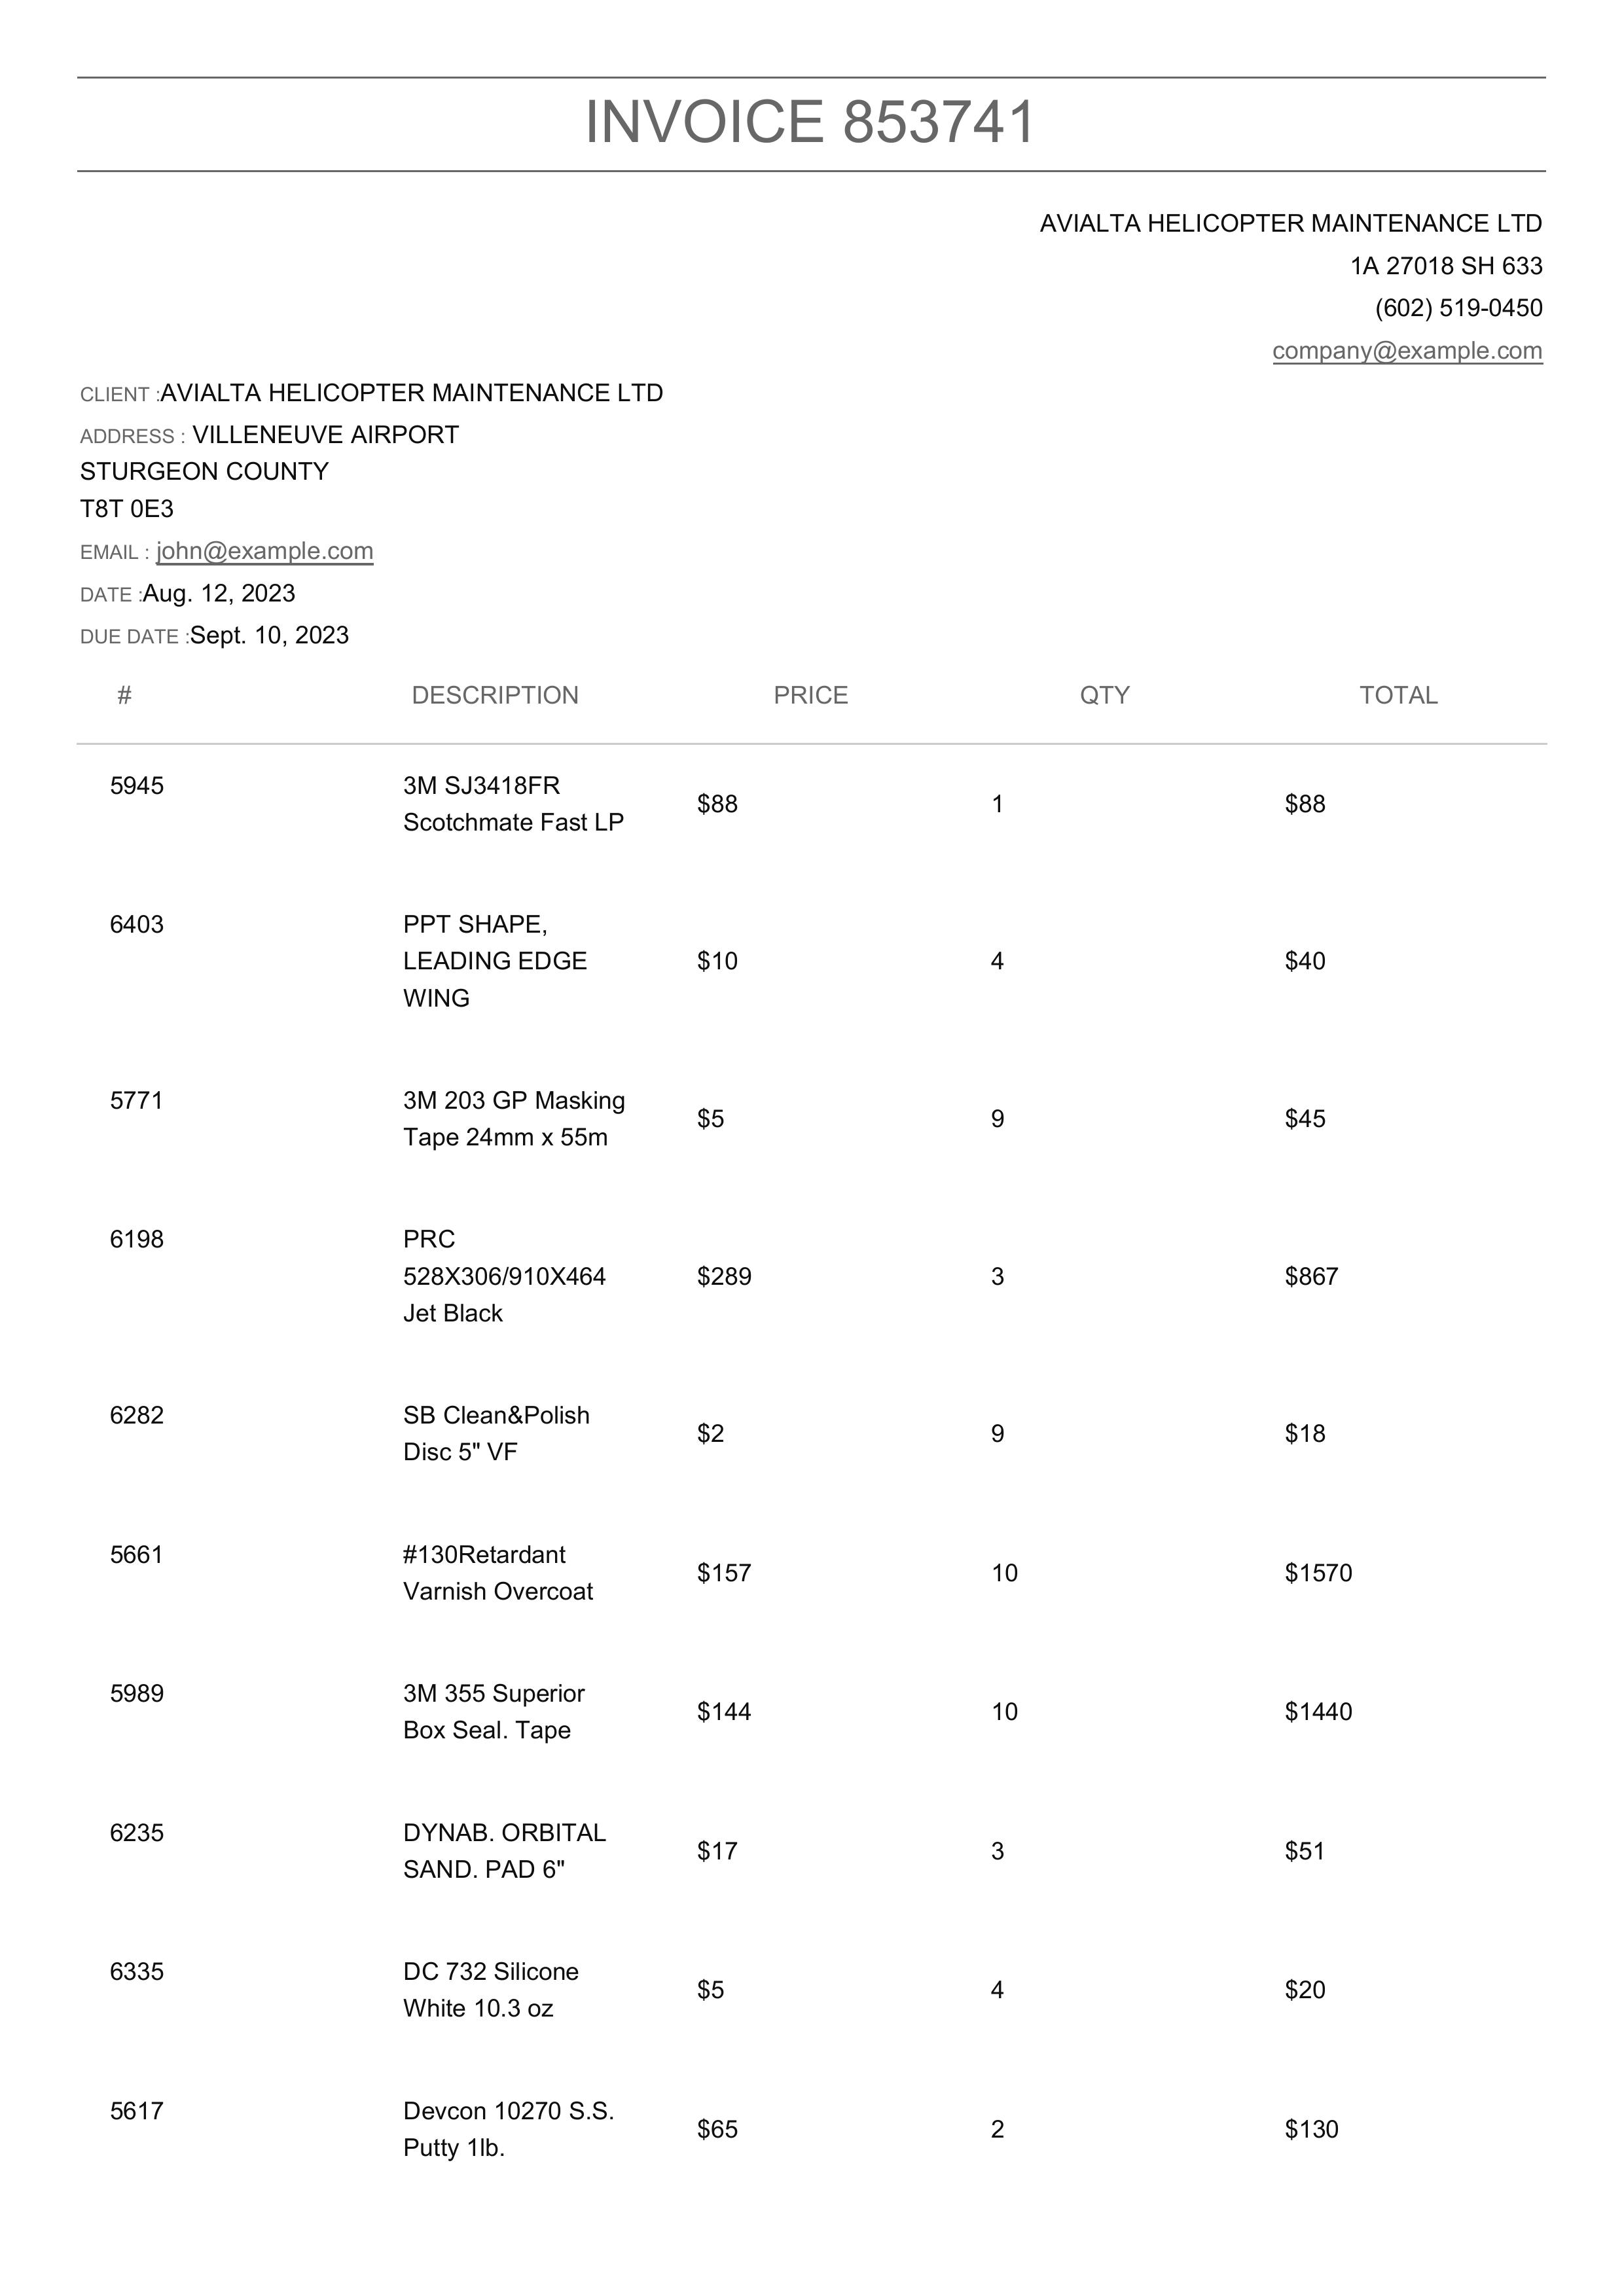 INVOICE 853741
AVIALTA HELICOPTER MAINTENANCE LTD
1A 27018 SH 633
(602) 519-0450
company@example.com
CLIENT :AVIALTA HELICOPTER MAINTENANCE LTD
ADDRESS : VILLENEUVE AIRPORT
STURGEON COUNTY
T8T 0E3
EMAIL : john@example.com
DATE :Aug. 12, 2023
DUE DATE :Sept. 10, 2023
# DESCRIPTION PRICE QTY TOTAL
5945 3M SJ3418FR
Scotchmate Fast LP $88 1 $88
6403 PPT SHAPE,
LEADING EDGE $10 4 $40
WING
5771 3M 203 GP Masking
Tape 24mm x 55m $5 9 $45
6198 PRC
528X306/910X464 $289 3 $867
Jet Black
6282 SB Clean&Polish
Disc 5" VF $2 9 $18
5661 #130Retardant
Varnish Overcoat $157 10 $1570
5989 3M 355 Superior
Box Seal. Tape $144 10 $1440
6235 DYNAB. ORBITAL
SAND. PAD 6" $17 3 $51
6335 DC 732 Silicone
White 10.3 oz $5 4 $20
5617 Devcon 10270 S.S.
Putty 1lb. $65 2 $130